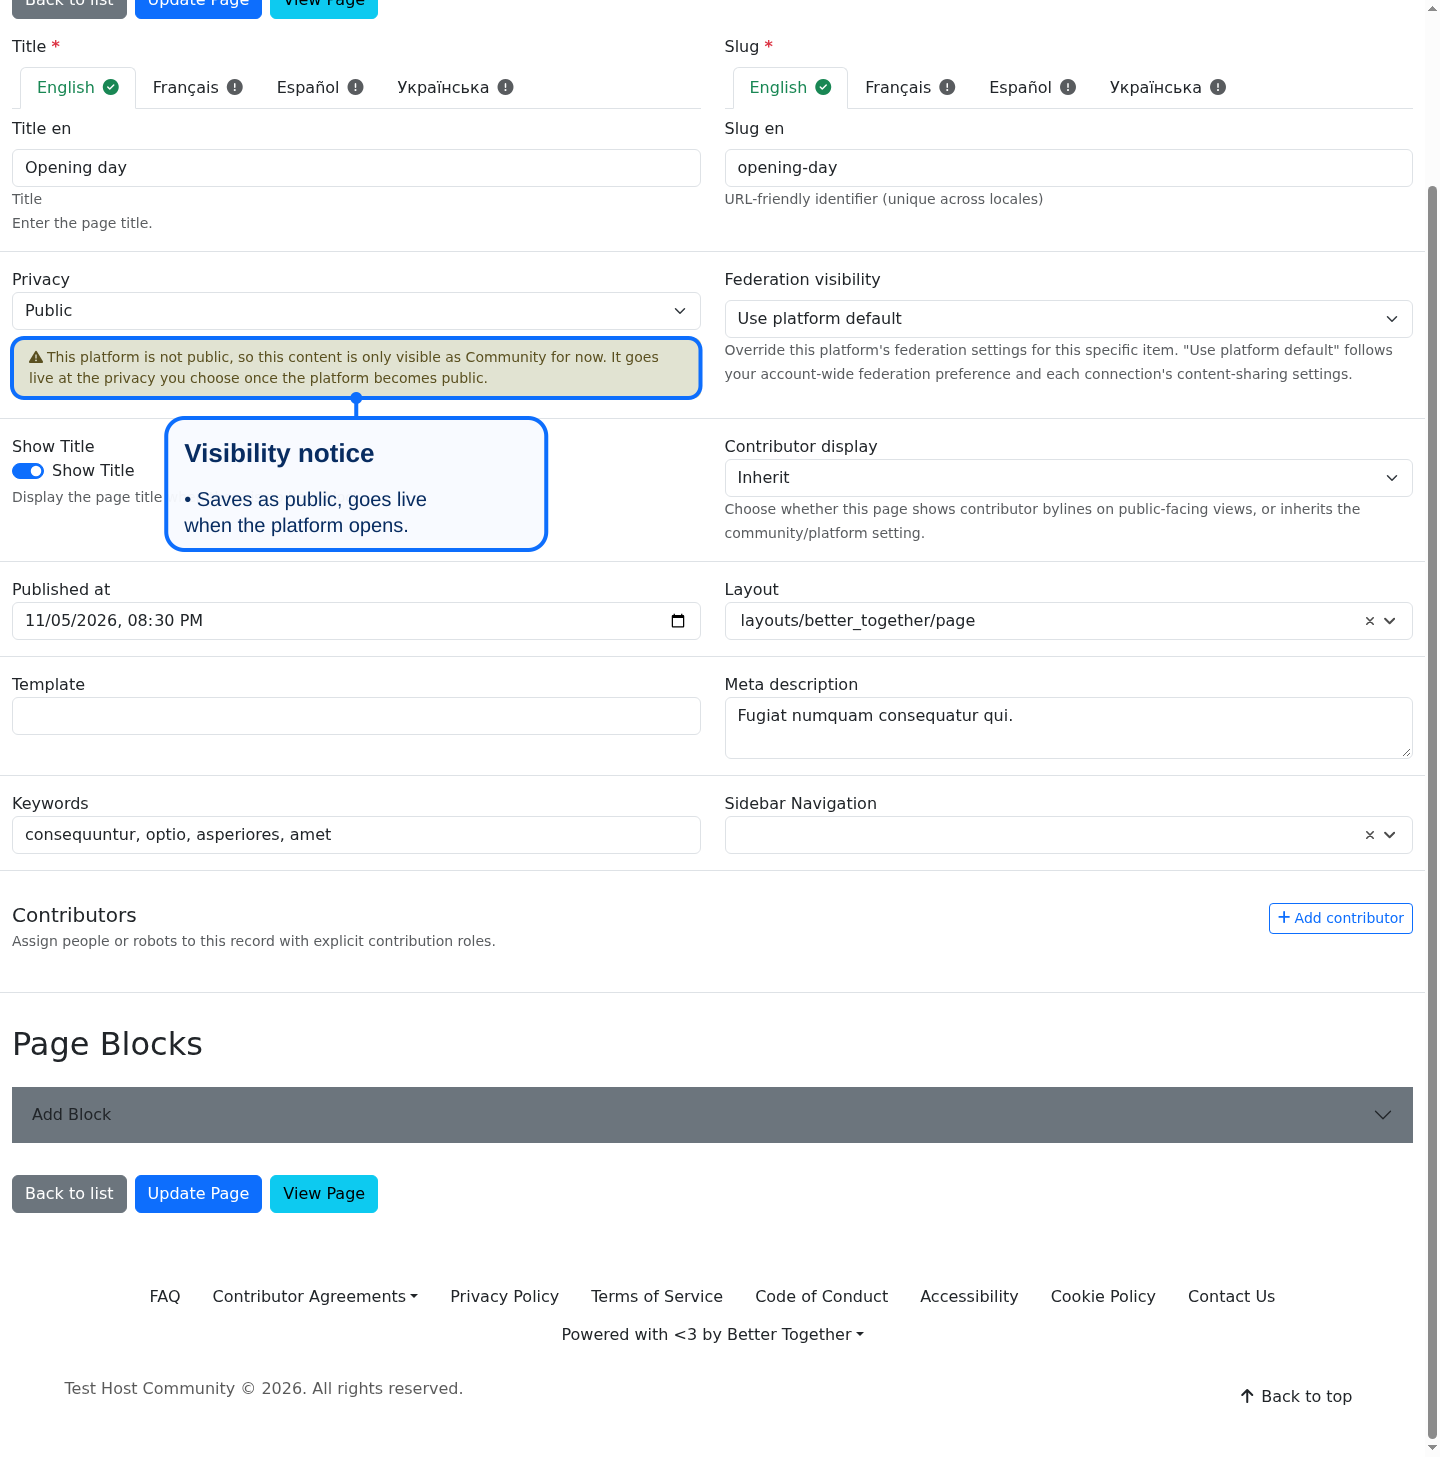 Back to list Update Page View Page
Title *
English Français Español Українська
Title en
Opening day
Title
Enter the page title.
Slug *
English Français Español Українська
Slug en
opening-day
URL-friendly identifier (unique across locales)
Privacy
Public
This platform is not public, so this content is only visible as Community for now. It goes
live at the privacy you choose once the platform becomes public.
Federation visibility
Use platform default
Override this platform's federation settings for this specific item. "Use platform default" follows
your account-wide federation preference and each connection's content-sharing settings.
Visibility notice
• Saves as public, goes live
when the platform opens.
Show Title
Show Title
Display the page title
Contributor display
Inherit
Choose whether this page shows contributor bylines on public-facing views, or inherits the
community/platform setting.
Published at
11/05/2026, 08:30 PM
Layout
layouts/better_together/page
Template
Meta description
Fugiat numquam consequatur qui.
Keywords
consequuntur, optio, asperiores, amet
Sidebar Navigation
Contributors
Assign people or robots to this record with explicit contribution roles.
Add contributor
Page Blocks
Add Block
Back to list Update Page View Page
FAQ Contributor Agreements Privacy Policy Terms of Service Code of Conduct Accessibility Cookie Policy Contact Us
Powered with <3 by Better Together
Test Host Community © 2026. All rights reserved.
Back to top